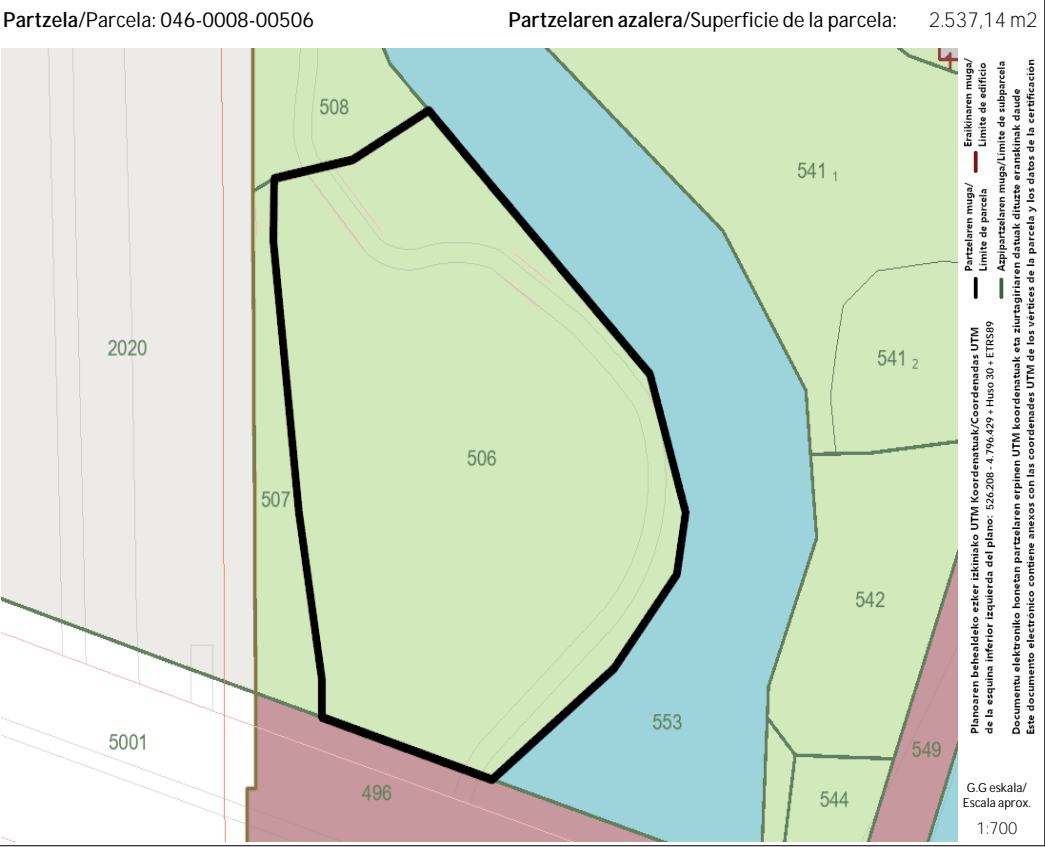 Partzela/Parcela: 046-0008-00506
Partzelaren azalera/Superficie de la parcela: 2.537,14 m2
508
541 1
2020
541 2
506
507
542
553
5001
549
496
544
Eraikinaren muga/
Límite de edificio
Partzelaren muga/
Límite de parcela
Azpipartzelaren muga/Límite de subparcela
Planoaren behealdeko ezker izkiniako UTM Koordenatuak/Coordenadas UTM
de la esquina inferior izquierda del plano: 526.208 - 4.796.429 + Huso 30 + ETRS89
Documentu elektroniko honetan partzelaren erpinen UTM koordenatuak eta ziurtagiriaren datuak dituzte eranskinak daude
Este documento electrónico contiene anexos con las coordenades UTM de los vértices de la parcela y los datos de la certificación
G.G eskala/
Escala aprox.
1:700